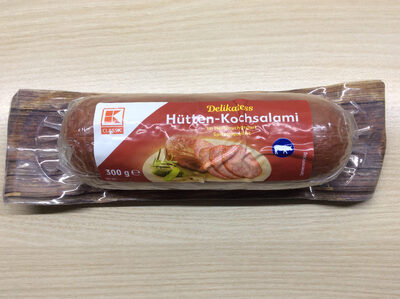 K
CLASSIC
Delikatess
Hütten-Kochsalami
300 g ℮